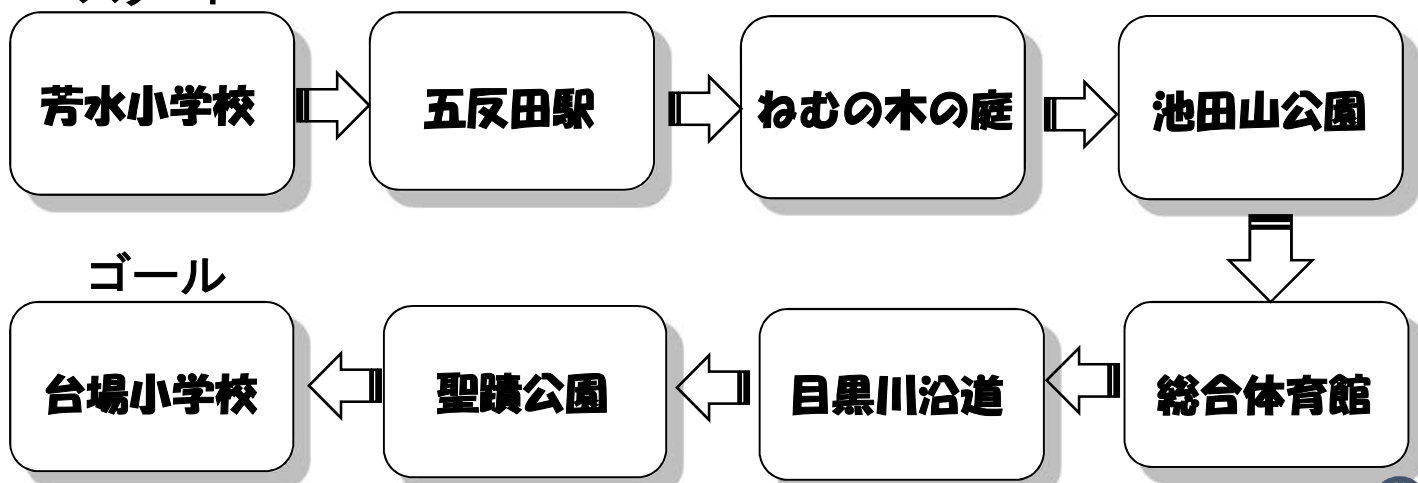 芳水小学校
五反田駅
ねむの木の庭
池田山公園
総合体育館
目黒川沿道
聖蹟公園
ゴール
台場小学校